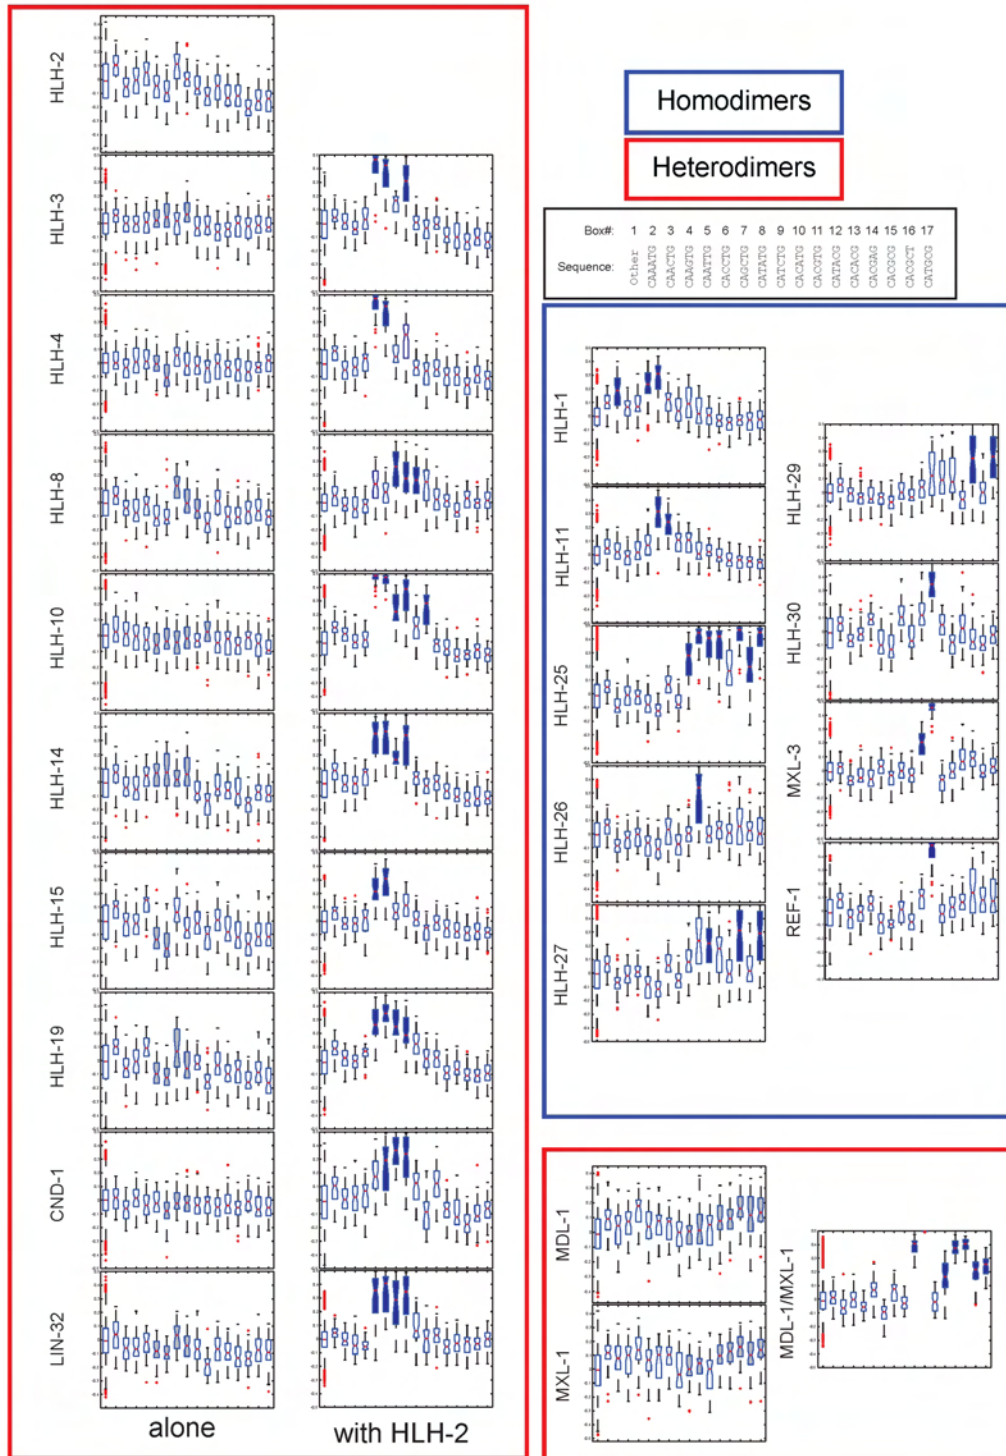 HLH-2
HLH-3
HLH-4
HLH-8
HLH-10
HLH-14
HLH-15
HLH-19
CND-1
LIN-32
alone
with HLH-2
Homodimers
Heterodimers
Box#: 1 2 3 4 5 6 7 8 9 10 11 12 13 14 15 16 17
Sequence: Other CAAATG CAACTG CAAGTG CAATTG CACCTG CAGCTG CATATG CATCTG CACATG CACGTG CATACG CACACG CACGAG CACGCG CACGCT CATGCG
HLH-1
HLH-11
HLH-25
HLH-26
HLH-27
HLH-29
HLH-30
MXL-3
REF-1
MDL-1
MXL-1
MDL-1/MXL-1